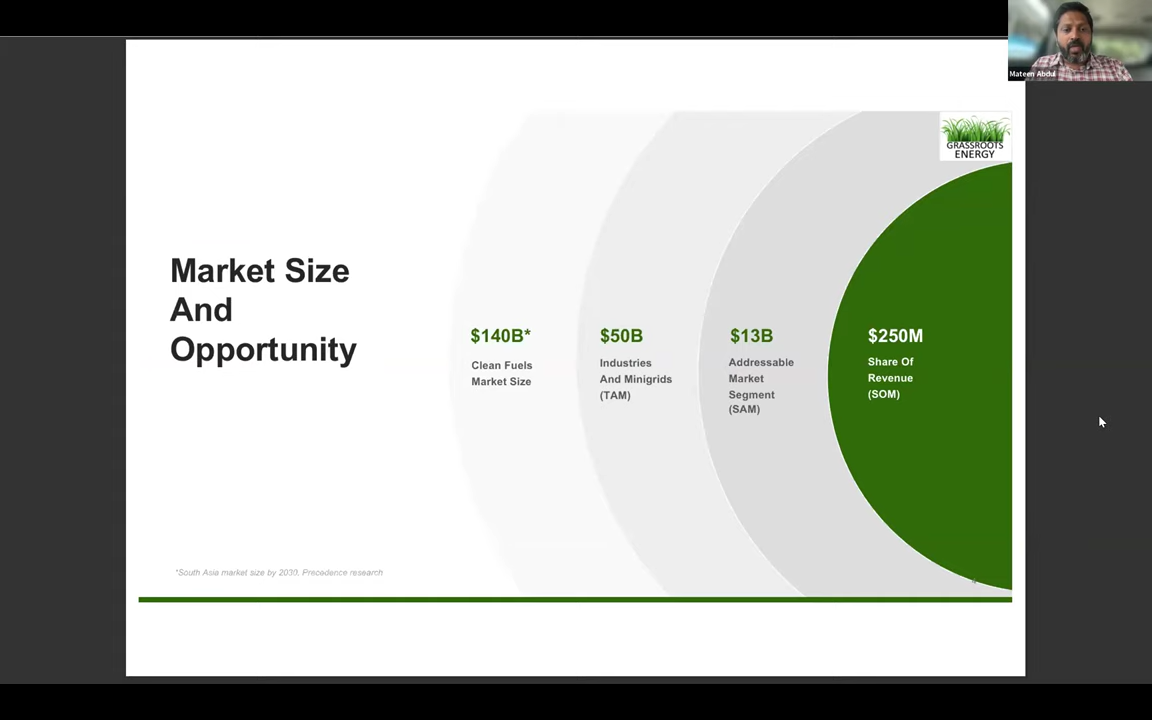 Mateen Abdul
GRASSROOTS
ENERGY
Market Size
And
Opportunity
$140B*
Clean Fuels
Market Size
$50B
Industries
And Minigrids
(TAM)
$13B
Addressable
Market
Segment
(SAM)
$250M
Share Of
Revenue
(SOM)
*South Asia market size by 2030. Precedence research